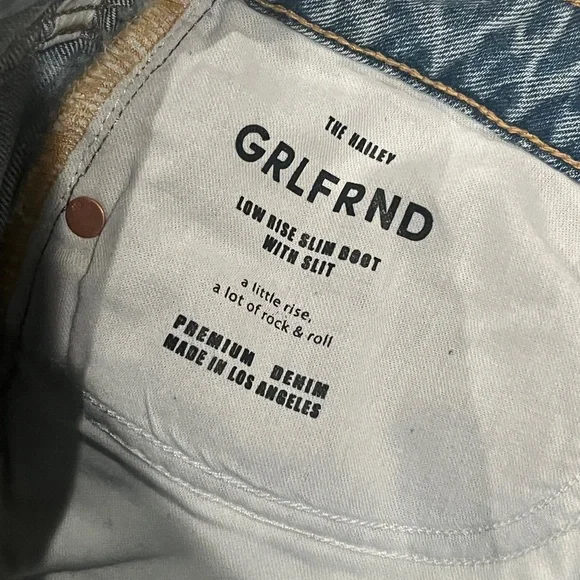 THE HAILEY
GRLFRND
LOW RISE SLIM BOOT
WITH SLIT
a little rise,
a lot of rock & roll
PREMIUM DENIM
MADE IN LOS ANGELES